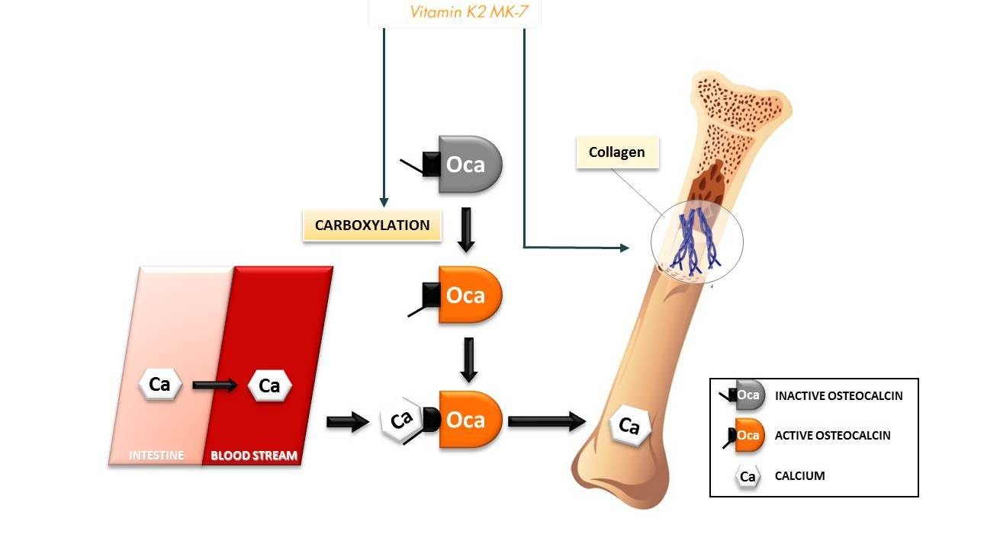 Vitamin K2 MK-7
Oca
Collagen
CARBOXYLATION
Oca
Ca
Ca
INTESTINE
BLOOD STREAM
Ca
Oca
Ca
Oca
INACTIVE OSTEOCALCIN
Oca
ACTIVE OSTEOCALCIN
Ca
CALCIUM